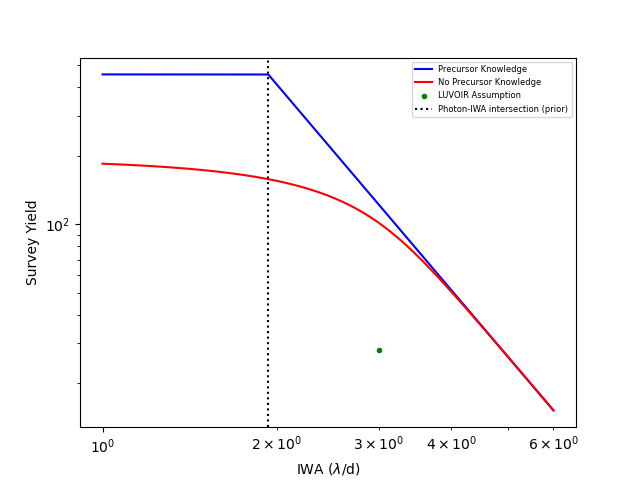 Precursor Knowledge
No Precursor Knowledge
LUVOIR Assumption
Photon-IWA intersection (prior)
Survey Yield
10²
10⁰
2 × 10⁰
3 × 10⁰
4 × 10⁰
6 × 10⁰
IWA (λ/d)